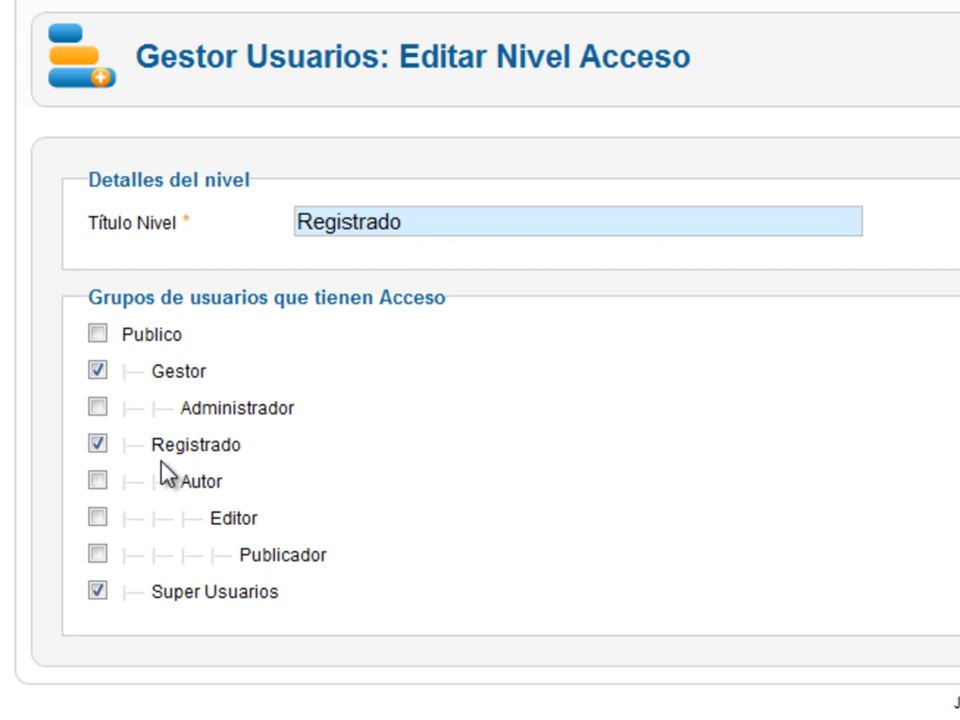 Gestor Usuarios: Editar Nivel Acceso
Detalles del nivel
Título Nivel *
Registrado
Grupos de usuarios que tienen Acceso
Publico
|— Gestor
|— |— Administrador
|— Registrado
|— |— Autor
|— |— |— Editor
|— |— |— |— Publicador
|— Super Usuarios
J